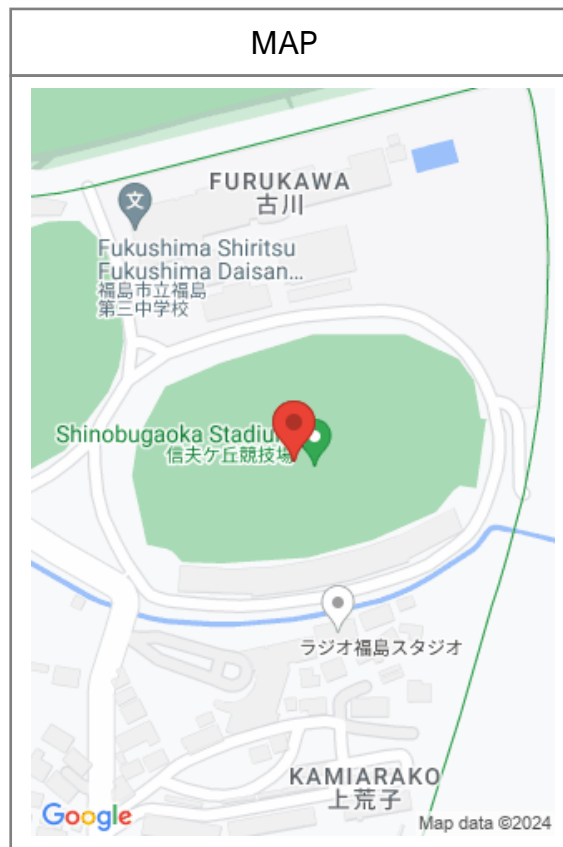 MAP
FURUKAWA
古川
文
Fukushima Shiritsu
Fukushima Daisan...
福島市立福島
第三中学校
Shinobugaoka Stadiu
信夫ケ丘競技場
ラジオ福島スタジオ
KAMIARAKO
上荒子
Google
Map data ©2024